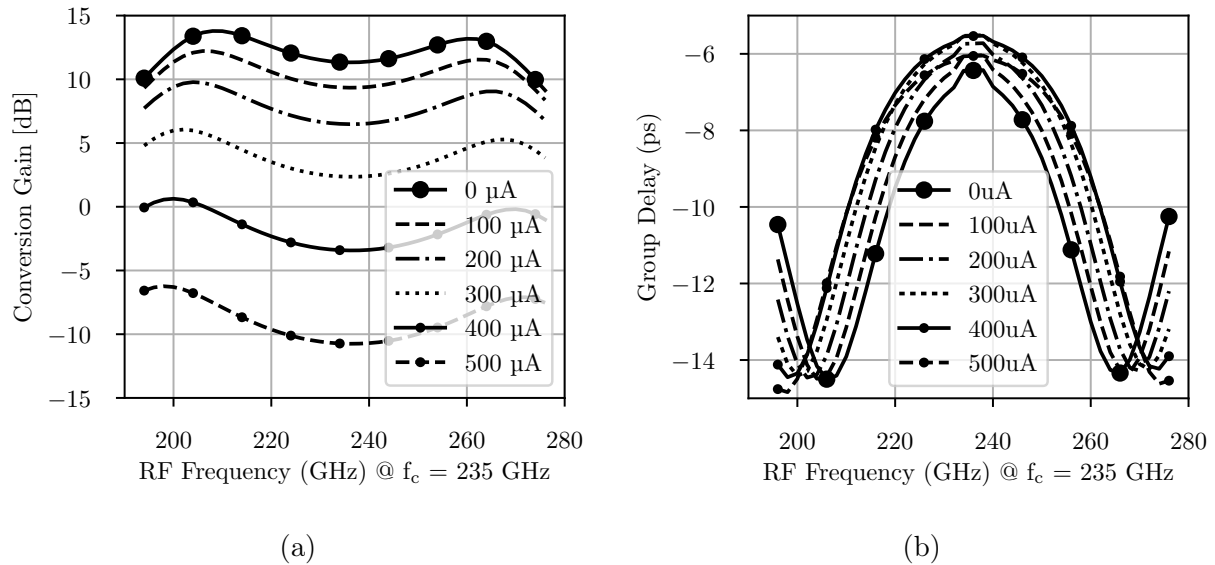 15
10
5
0
−5
−10
−15
Conversion Gain [dB]
0 µA
100 µA
200 µA
300 µA
400 µA
500 µA
200
220
240
260
280
RF Frequency (GHz) @ f_c = 235 GHz
(a)
−6
−8
−10
−12
−14
Group Delay (ps)
0uA
100uA
200uA
300uA
400uA
500uA
200
220
240
260
280
RF Frequency (GHz) @ f_c = 235 GHz
(b)